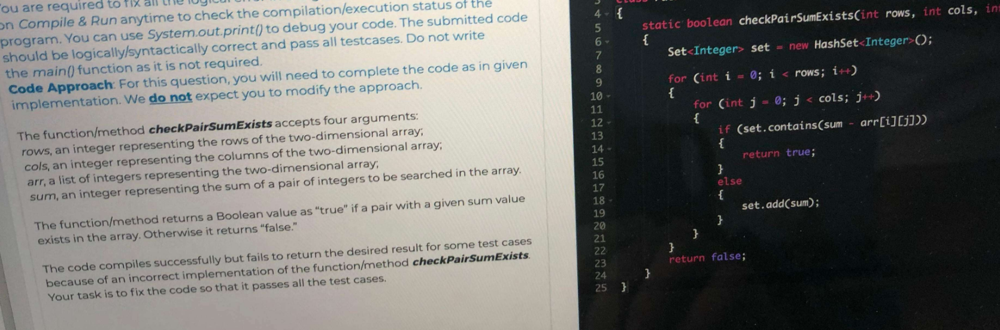 You are required to fix all the logical
on Compile & Run anytime to check the compilation/execution status of the
program. You can use System.out.print() to debug your code. The submitted code
should be logically/syntactically correct and pass all testcases. Do not write
the main() function as it is not required.
Code Approach: For this question, you will need to complete the code as in given
implementation. We do not expect you to modify the approach.
The function/method checkPairSumExists accepts four arguments:
rows, an integer representing the rows of the two-dimensional array;
cols, an integer representing the columns of the two-dimensional array;
arr, a list of integers representing the two-dimensional array;
sum, an integer representing the sum of a pair of integers to be searched in the array.
The function/method returns a Boolean value as "true" if a pair with a given sum value
exists in the array. Otherwise it returns "false."
The code compiles successfully but fails to return the desired result for some test cases
because of an incorrect implementation of the function/method checkPairSumExists.
Your task is to fix the code so that it passes all the test cases.
4 {
5 static boolean checkPairSumExists(int rows, int cols, in
6 {
7 Set<Integer> set = new HashSet<Integer>();
8
9 for (int i = 0; i < rows; i++)
10 {
11 for (int j = 0; j < cols; j++)
12 {
13 if (set.contains(sum - arr[i][j]))
14 {
15 return true;
16 }
17 else
18 {
19 set.add(sum);
20 }
21 }
22 }
23 return false;
24 }
25 }